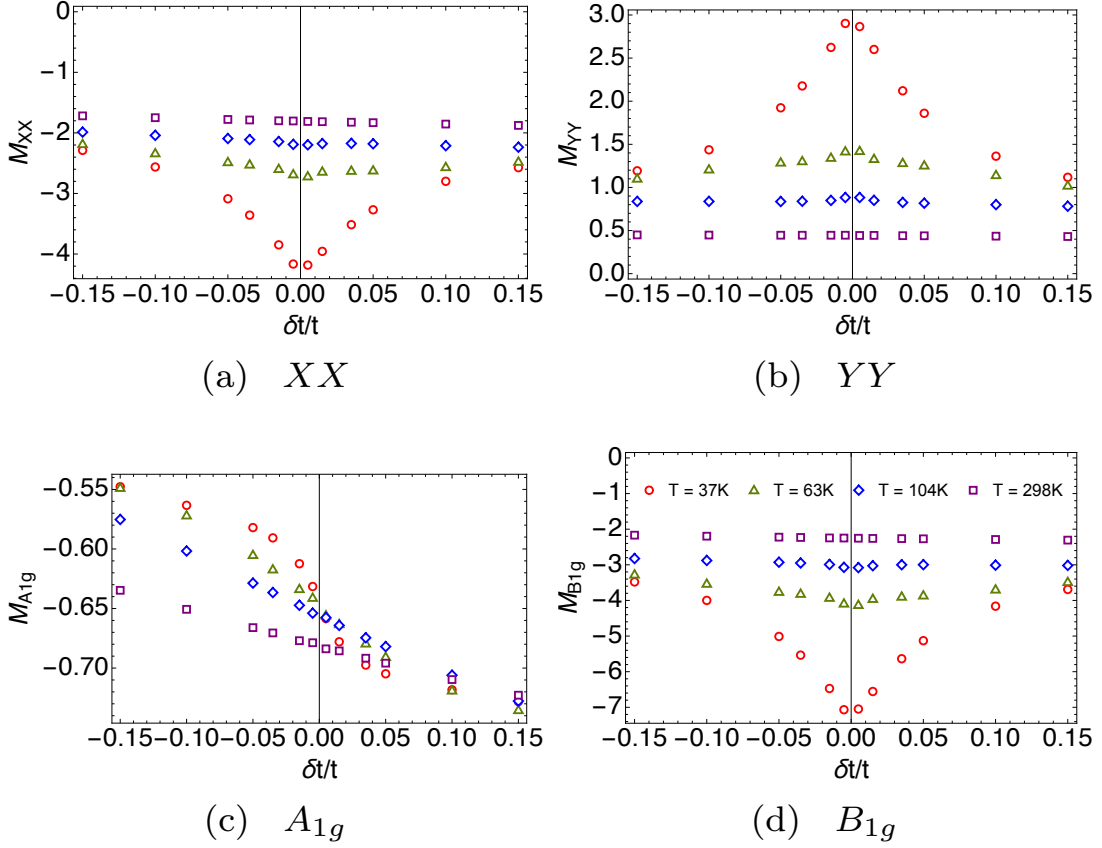 0
−1
−2
−3
−4
M_XX
−0.15 −0.10 −0.05 0.00 0.05 0.10 0.15
δt/t
(a) XX
3.0
2.5
2.0
1.5
1.0
0.5
0.0
M_YY
−0.15 −0.10 −0.05 0.00 0.05 0.10 0.15
δt/t
(b) YY
−0.55
−0.60
−0.65
−0.70
M_A1g
−0.15 −0.10 −0.05 0.00 0.05 0.10 0.15
δt/t
(c) A_{1g}
0
T = 37K T = 63K T = 104K T = 298K
−1
−2
−3
−4
−5
−6
−7
M_B1g
−0.15 −0.10 −0.05 0.00 0.05 0.10 0.15
δt/t
(d) B_{1g}